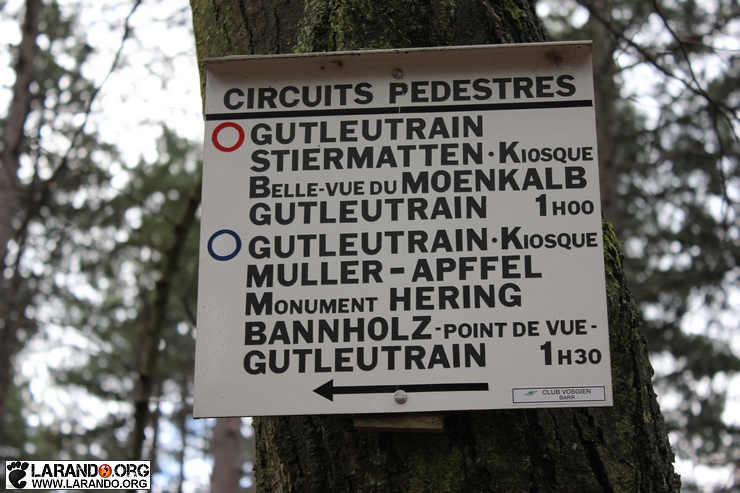 CIRCUITS PEDESTRES
GUTLEUTRAIN
STIERMATTEN · KIOSQUE
BELLE-VUE DU MOENKALB
GUTLEUTRAIN 1H00
GUTLEUTRAIN · KIOSQUE
MULLER - APFFEL
MONUMENT HERING
BANNHOLZ - POINT DE VUE -
GUTLEUTRAIN 1H30
CLUB VOSGIEN
BARR
LARANDO.ORG
WWW.LARANDO.ORG